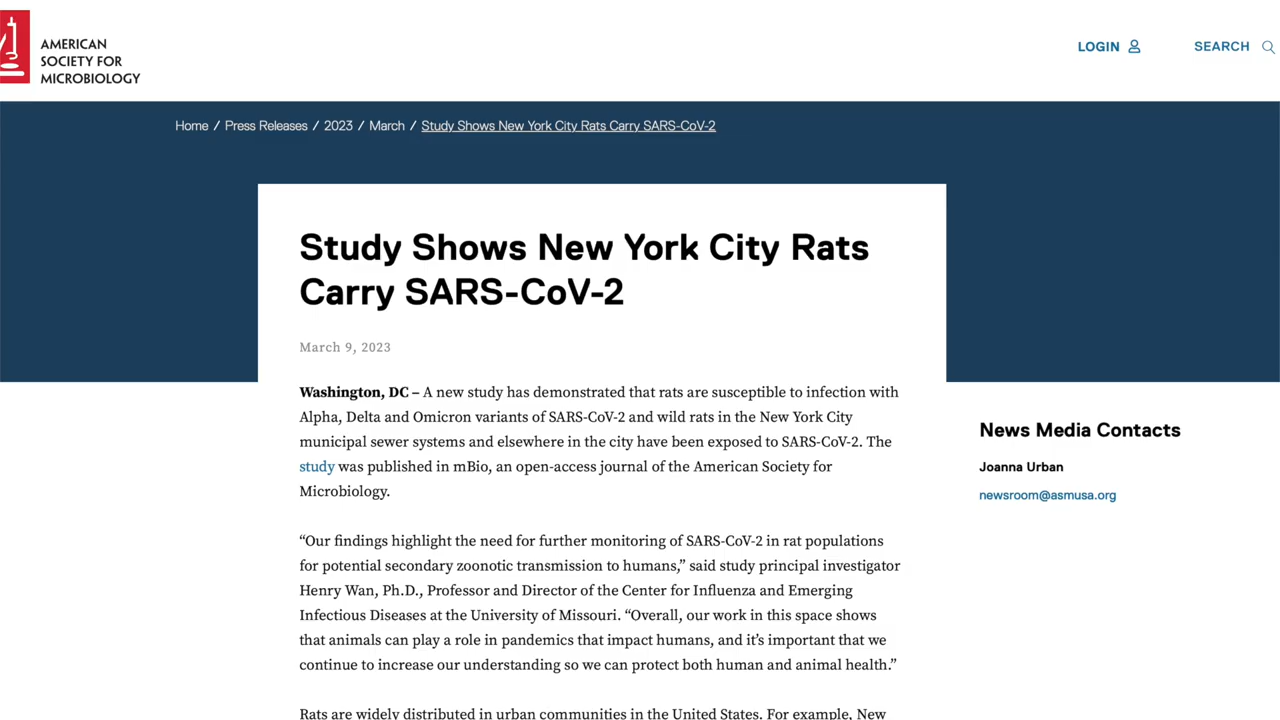 AMERICAN
SOCIETY FOR
MICROBIOLOGY
LOGIN
SEARCH
Home / Press Releases / 2023 / March / Study Shows New York City Rats Carry SARS-CoV-2
Study Shows New York City Rats
Carry SARS-CoV-2
March 9, 2023
Washington, DC – A new study has demonstrated that rats are susceptible to infection with
Alpha, Delta and Omicron variants of SARS-CoV-2 and wild rats in the New York City
municipal sewer systems and elsewhere in the city have been exposed to SARS-CoV-2. The
study was published in mBio, an open-access journal of the American Society for
Microbiology.
“Our findings highlight the need for further monitoring of SARS-CoV-2 in rat populations
for potential secondary zoonotic transmission to humans,” said study principal investigator
Henry Wan, Ph.D., Professor and Director of the Center for Influenza and Emerging
Infectious Diseases at the University of Missouri. “Overall, our work in this space shows
that animals can play a role in pandemics that impact humans, and it’s important that we
continue to increase our understanding so we can protect both human and animal health.”
Rats are widely distributed in urban communities in the United States. For example, New
News Media Contacts
Joanna Urban
newsroom@asmusa.org